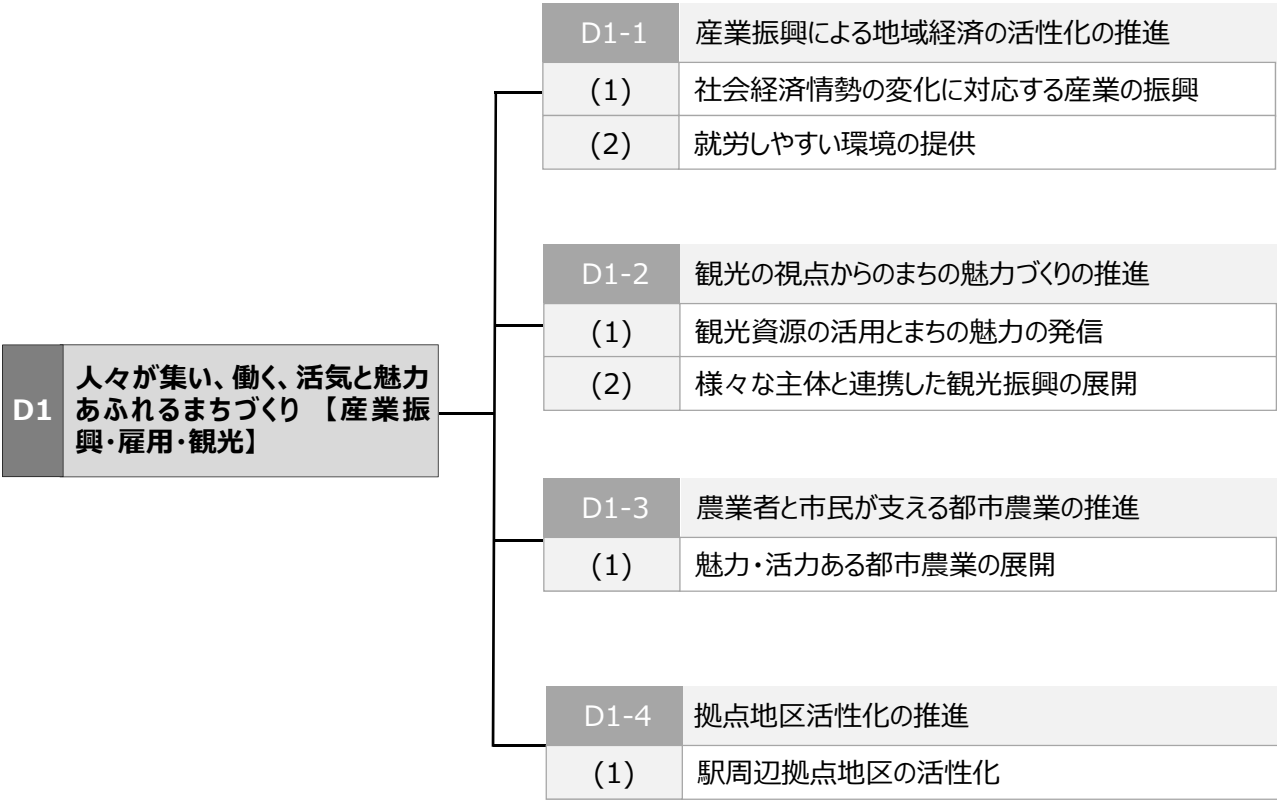 D1-1 産業振興による地域経済の活性化の推進
(1) 社会経済情勢の変化に対応する産業の振興
(2) 就労しやすい環境の提供
D1-2 観光の視点からのまちの魅力づくりの推進
(1) 観光資源の活用とまちの魅力の発信
(2) 様々な主体と連携した観光振興の展開
D1
人々が集い、働く、活気と魅力
あふれるまちづくり 【産業振
興・雇用・観光】
D1-3 農業者と市民が支える都市農業の推進
(1) 魅力・活力ある都市農業の展開
D1-4 拠点地区活性化の推進
(1) 駅周辺拠点地区の活性化